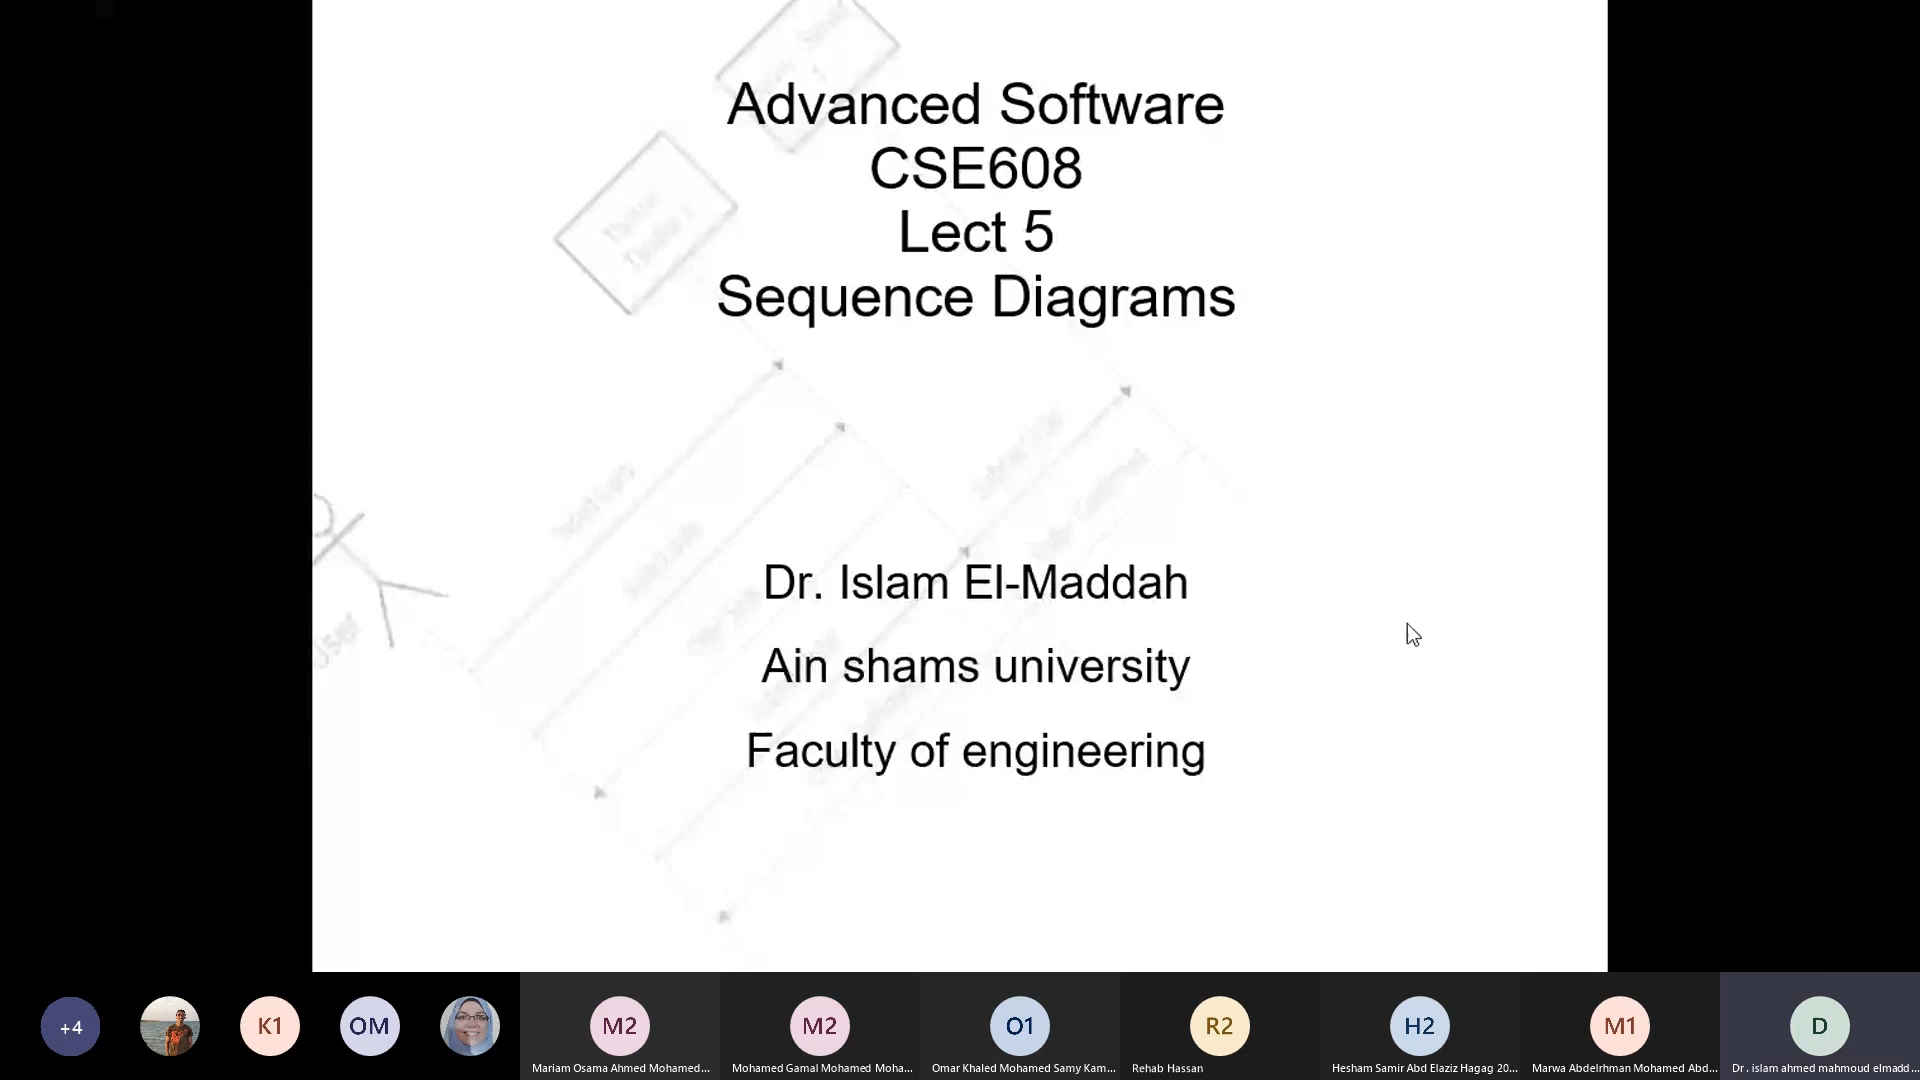 Advanced Software
CSE608
Lect 5
Sequence Diagrams
Dr. Islam El-Maddah
Ain shams university
Faculty of engineering
User
+4
K1
OM
M2
M2
O1
R2
H2
M1
D
Mariam Osama Ahmed Mohamed...
Mohamed Gamal Mohamed Moha...
Omar Khaled Mohamed Samy Kam...
Rehab Hassan
Hesham Samir Abd Elaziz Hagag 20...
Marwa Abdelrhman Mohamed Abd...
Dr. islam ahmed mahmoud elmadd...